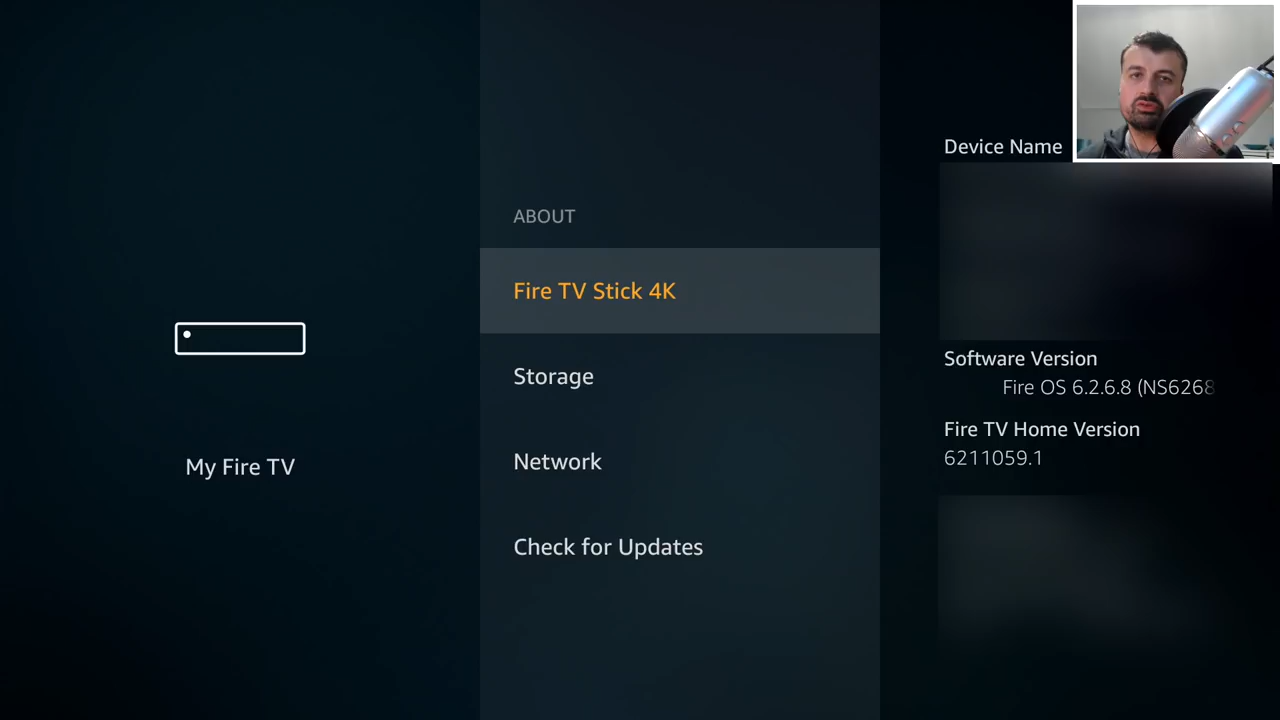 My Fire TV
ABOUT
Fire TV Stick 4K
Storage
Network
Check for Updates
Device Name
Software Version
Fire OS 6.2.6.8 (NS6268
Fire TV Home Version
6211059.1